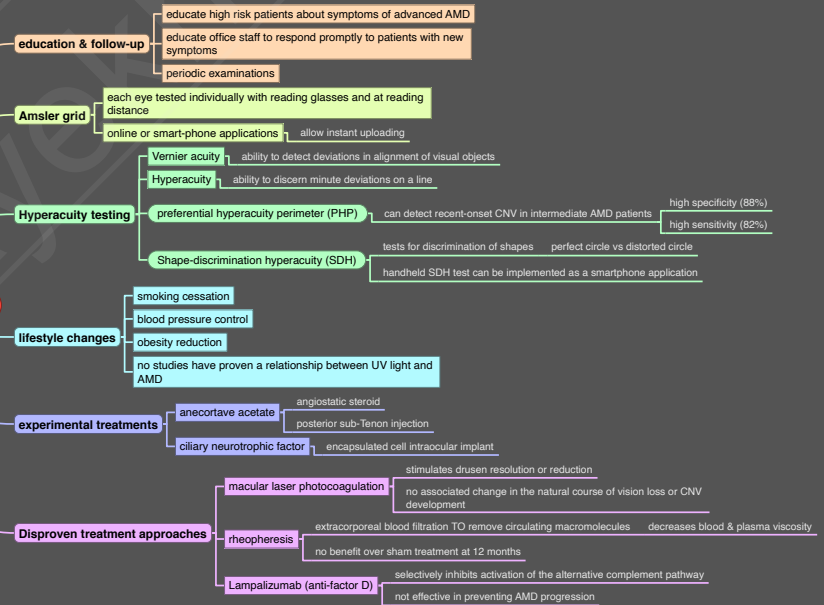 educate high risk patients about symptoms of advanced AMD
education & follow-up
educate office staff to respond promptly to patients with new
symptoms
periodic examinations
each eye tested individually with reading glasses and at reading
distance
Amsler grid
online or smart-phone applications
allow instant uploading
Vernier acuity
ability to detect deviations in alignment of visual objects
Hyperacuity
ability to discern minute deviations on a line
Hyperacuity testing
preferential hyperacuity perimeter (PHP)
can detect recent-onset CNV in intermediate AMD patients
high specificity (88%)
high sensitivity (82%)
Shape-discrimination hyperacuity (SDH)
tests for discrimination of shapes
perfect circle vs distorted circle
handheld SDH test can be implemented as a smartphone application
smoking cessation
blood pressure control
lifestyle changes
obesity reduction
no studies have proven a relationship between UV light and
AMD
experimental treatments
anecortave acetate
angiostatic steroid
posterior sub-Tenon injection
ciliary neurotrophic factor
encapsulated cell intraocular implant
macular laser photocoagulation
stimulates drusen resolution or reduction
no associated change in the natural course of vision loss or CNV
development
Disproven treatment approaches
rheopheresis
extracorporeal blood filtration TO remove circulating macromolecules
decreases blood & plasma viscosity
no benefit over sham treatment at 12 months
Lampalizumab (anti-factor D)
selectively inhibits activation of the alternative complement pathway
not effective in preventing AMD progression